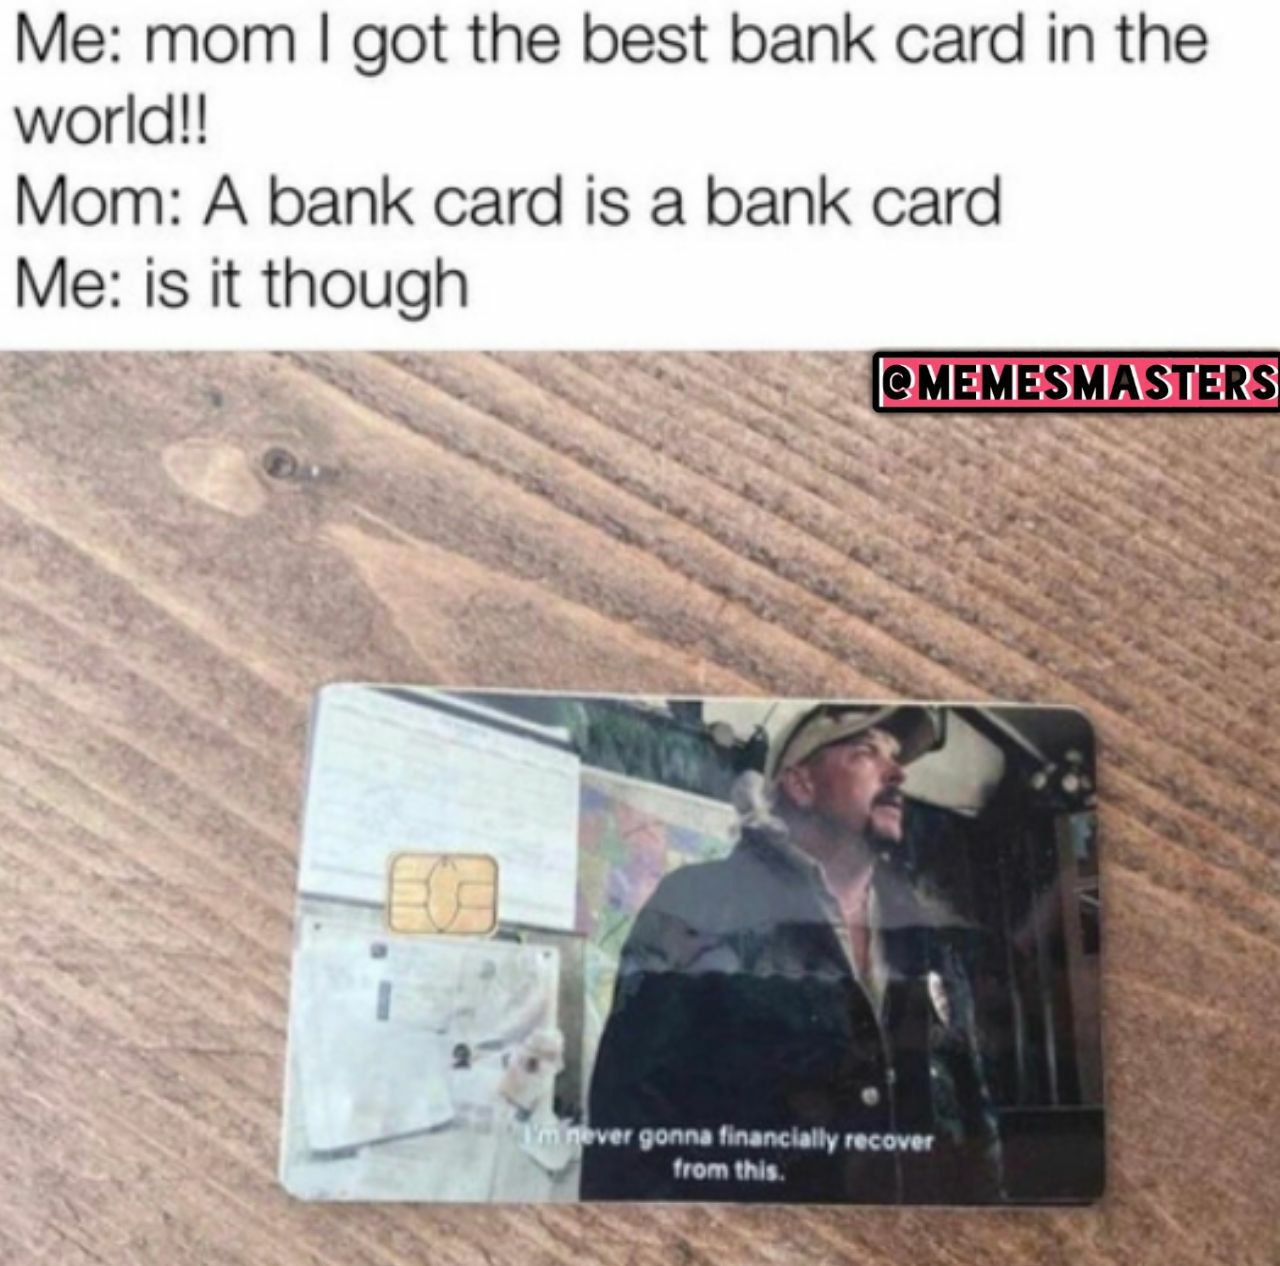 Me: mom I got the best bank card in the
world!!
Mom: A bank card is a bank card
Me: is it though
@MEMESMASTERS
I'm never gonna financially recover
from this.